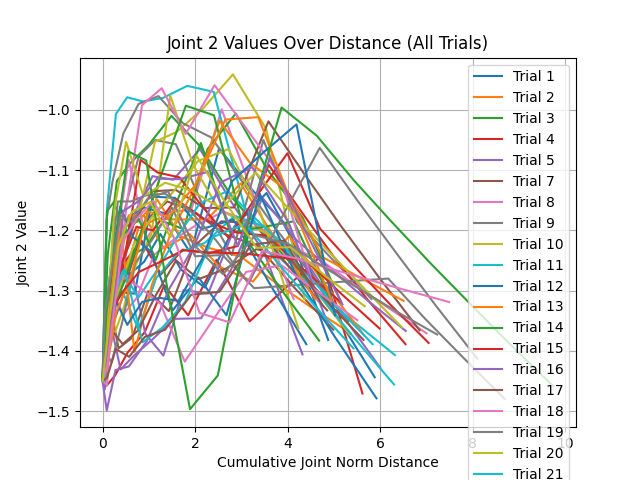 Joint 2 Values Over Distance (All Trials)
Joint 2 Value
−1.0
−1.1
−1.2
−1.3
−1.4
−1.5
0
2
4
6
8
10
Cumulative Joint Norm Distance
Trial 1
Trial 2
Trial 3
Trial 4
Trial 5
Trial 7
Trial 8
Trial 9
Trial 10
Trial 11
Trial 12
Trial 13
Trial 14
Trial 15
Trial 16
Trial 17
Trial 18
Trial 19
Trial 20
Trial 21